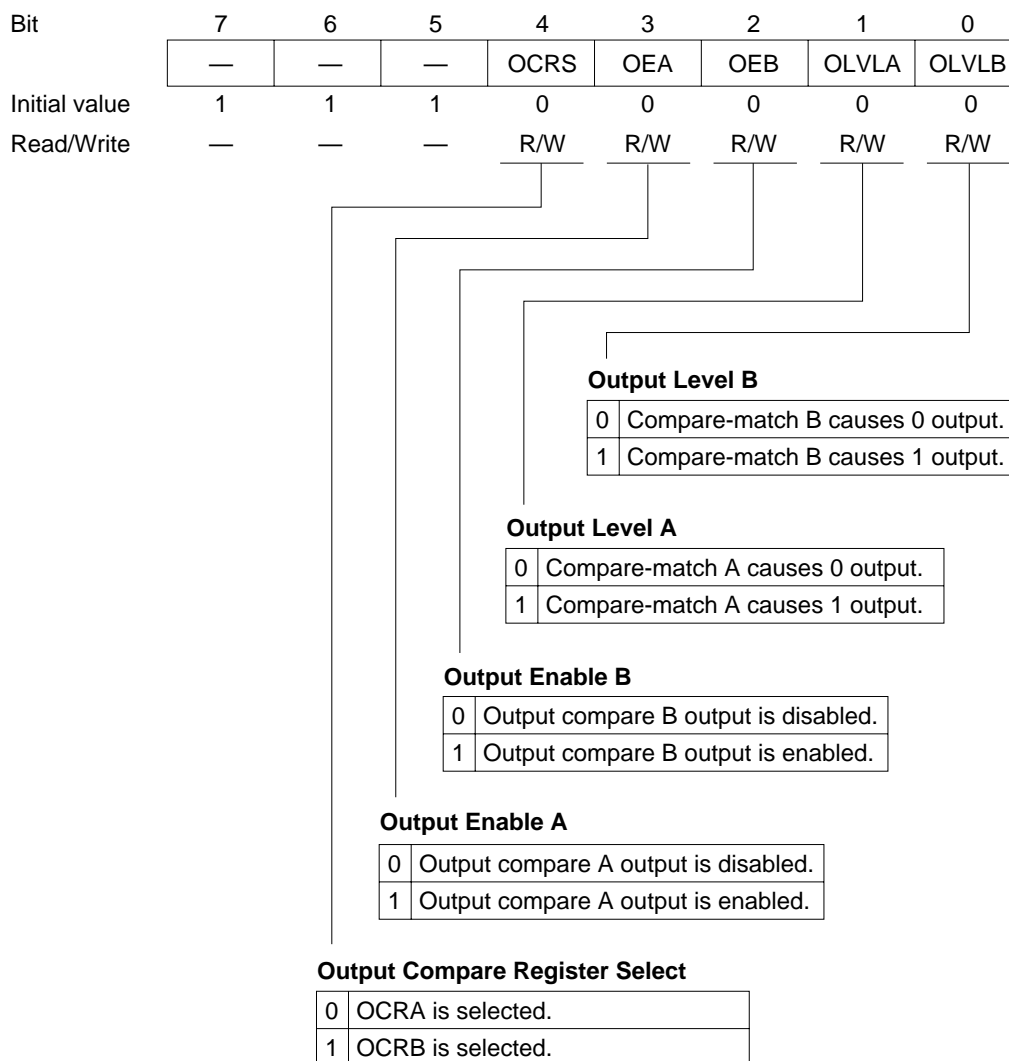 Bit 7 6 5 4 3 2 1 0
— — — OCRS OEA OEB OLVLA OLVLB
Initial value 1 1 1 0 0 0 0 0
Read/Write — — — R/W R/W R/W R/W R/W
Output Level B
0 Compare-match B causes 0 output.
1 Compare-match B causes 1 output.
Output Level A
0 Compare-match A causes 0 output.
1 Compare-match A causes 1 output.
Output Enable B
0 Output compare B output is disabled.
1 Output compare B output is enabled.
Output Enable A
0 Output compare A output is disabled.
1 Output compare A output is enabled.
Output Compare Register Select
0 OCRA is selected.
1 OCRB is selected.